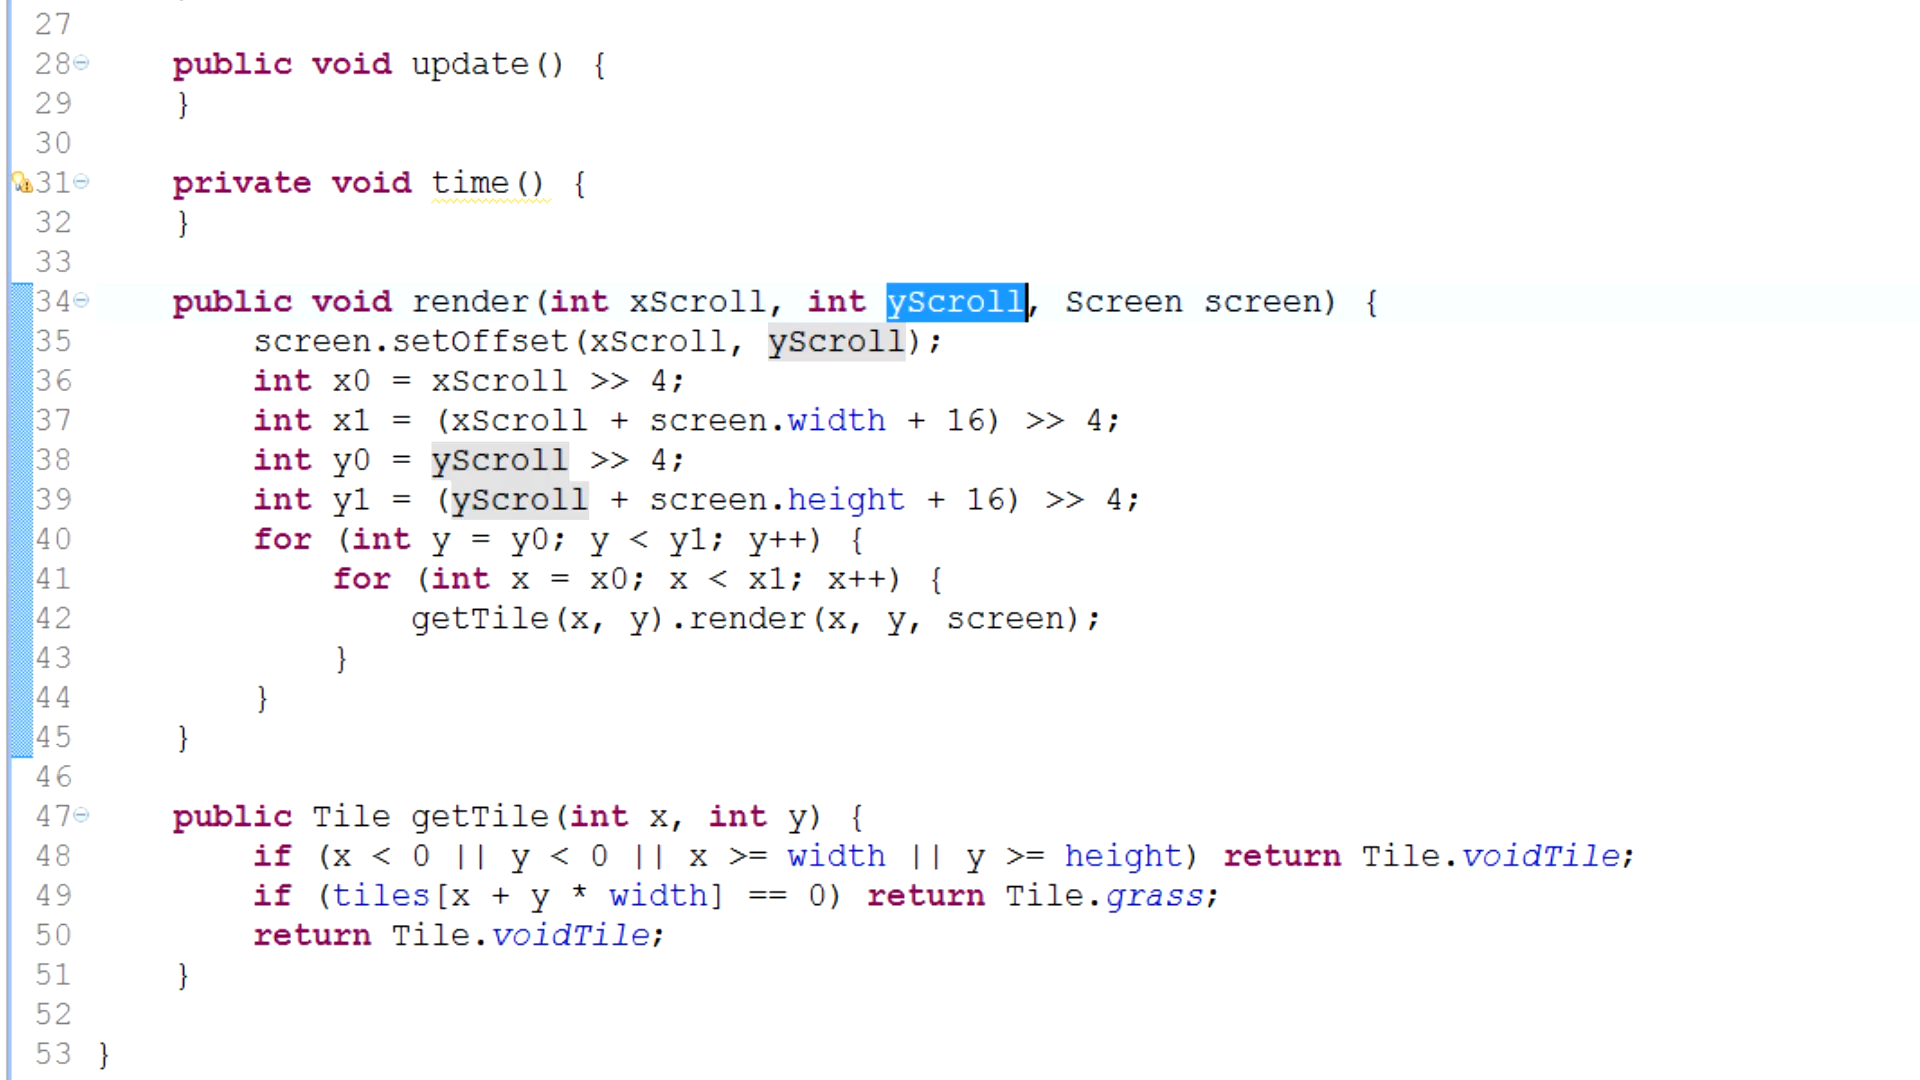 27
28 public void update() {
29 }
30
31 private void time() {
32 }
33
34 public void render(int xScroll, int yScroll, Screen screen) {
35 screen.setOffset(xScroll, yScroll);
36 int x0 = xScroll >> 4;
37 int x1 = (xScroll + screen.width + 16) >> 4;
38 int y0 = yScroll >> 4;
39 int y1 = (yScroll + screen.height + 16) >> 4;
40 for (int y = y0; y < y1; y++) {
41 for (int x = x0; x < x1; x++) {
42 getTile(x, y).render(x, y, screen);
43 }
44 }
45 }
46
47 public Tile getTile(int x, int y) {
48 if (x < 0 || y < 0 || x >= width || y >= height) return Tile.voidTile;
49 if (tiles[x + y * width] == 0) return Tile.grass;
50 return Tile.voidTile;
51 }
52
53 }